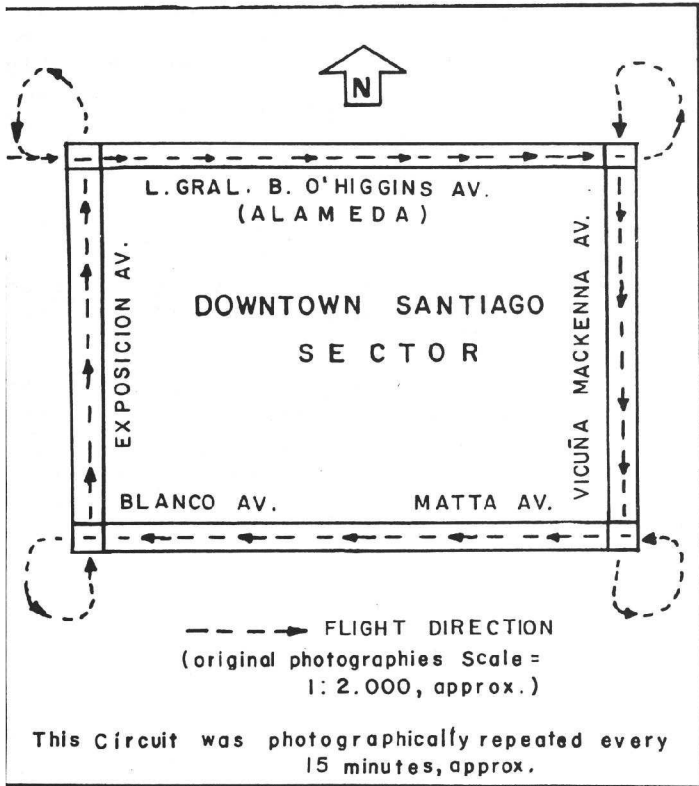 N
L. GRAL. B. O'HIGGINS AV.
(ALAMEDA)
EXPOSICION AV.
DOWNTOWN SANTIAGO
SECTOR
VICUÑA MACKENNA AV.
BLANCO AV.
MATTA AV.
FLIGHT DIRECTION
(original photographies Scale =
1:2.000, approx.)
This Circuit was photographically repeated every
15 minutes, approx.